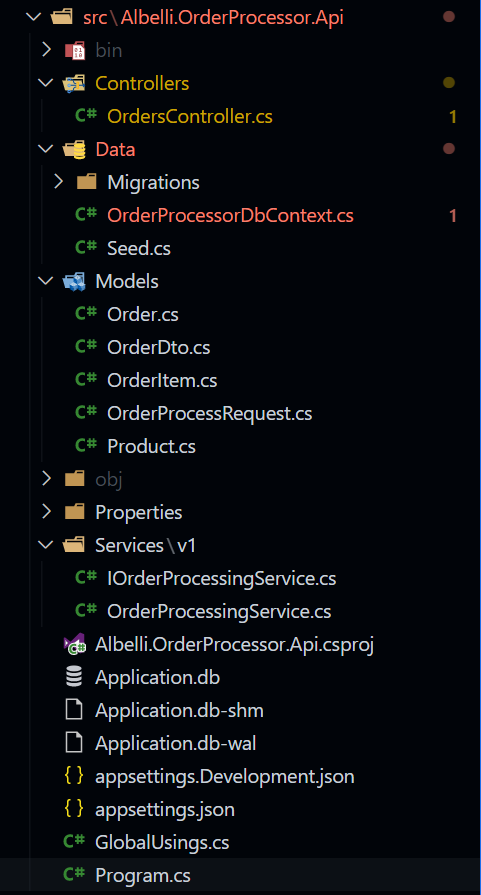 src\Albelli.OrderProcessor.Api
bin
Controllers
C# OrdersController.cs 1
Data
Migrations
C# OrderProcessorDbContext.cs 1
C# Seed.cs
Models
C# Order.cs
C# OrderDto.cs
C# OrderItem.cs
C# OrderProcessRequest.cs
C# Product.cs
obj
Properties
Services\v1
C# IOrderProcessingService.cs
C# OrderProcessingService.cs
Albelli.OrderProcessor.Api.csproj
Application.db
Application.db-shm
Application.db-wal
{ } appsettings.Development.json
{ } appsettings.json
C# GlobalUsings.cs
C# Program.cs